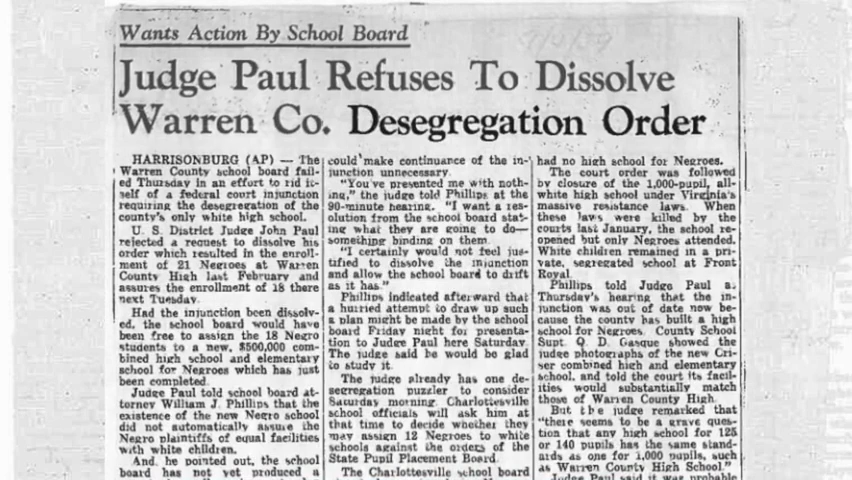 Wants Action By School Board
Judge Paul Refuses To Dissolve
Warren Co. Desegregation Order
HARRISONBURG (AP) — The
Warren County school board fail-
ed Thursday in an effort to rid it-
self of a federal court injunction
requiring the desegregation of the
county's only white high school.
U. S. District Judge John Paul
rejected a request to dissolve his
order which resulted in the enroll-
ment of 21 Negroes at Warren
County High last February and
assures the enrollment of 18 there
next Tuesday.
Had the injunction been dissolv-
ed, the school board would have
been free to assign the 18 Negro
students to a new, $500,000 com-
bined high school and elementary
school for Negroes which has just
been completed.
Judge Paul told school board at-
torney William J. Phillips that the
existence of the new Negro school
did not automatically assure the
Negro plaintiffs of equal facilities
with white children.
And, he pointed out, the school
board has not yet produced a
could make continuance of the in-
junction unnecessary.
"You've presented me with noth-
ing," the judge told Phillips at the
90-minute hearing. "I want a res-
olution from the school board stat-
ing what they are going to do—
something binding on them.
"I certainly would not feel jus-
tified to dissolve the injunction
and allow the school board to drift
as it has."
Phillips indicated afterward that
a hurried attempt to draw up such
a plan might be made by the school
board Friday night for presenta-
tion to Judge Paul here Saturday.
The judge said he would be glad
to study it.
The judge already has one de-
segregation puzzler to consider
Saturday morning. Charlottesville
school officials will ask him at
that time to decide whether they
may assign 12 Negroes to white
schools against the orders of the
State Pupil Placement Board.
The Charlottesville school board
had no high school for Negroes.
The court order was followed
by closure of the 1,000-pupil, all-
white high school under Virginia's
massive resistance laws. When
these laws were killed by the
courts last January, the school re-
opened but only Negroes attended.
White children remained in a pri-
vate, segregated school at Front
Royal.
Phillips told Judge Paul at
Thursday's hearing that the in-
junction was out of date now be-
cause the county has built a high
school for Negroes. County School
Supt. Q. D. Gasque showed the
judge photographs of the new Cri-
ser combined high and elementary
school, and told the court its facil-
ities would substantially match
those of Warren County High.
But the judge remarked that
"there seems to be a grave ques-
tion that any high school for 125
or 140 pupils has the same stand-
ards as one for 1,000 pupils, such
as Warren County High School."
Judge Paul said it was probable